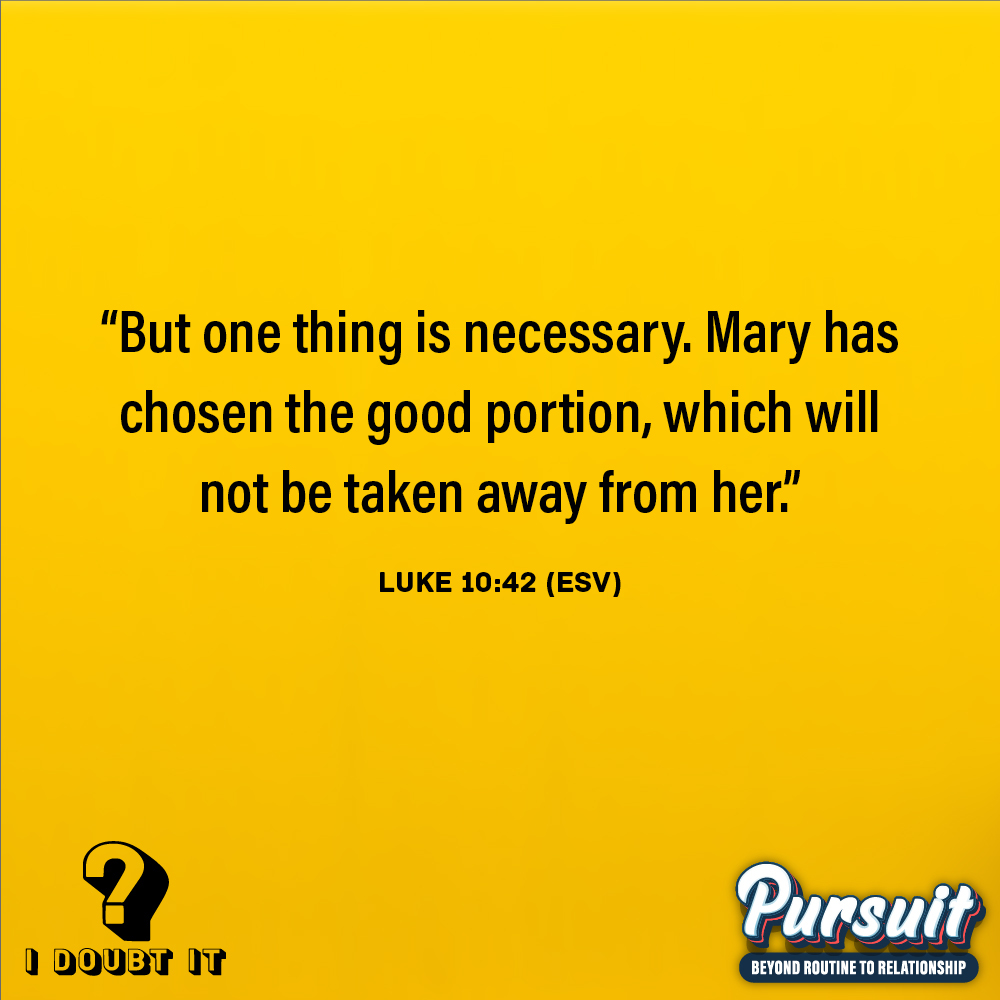 “But one thing is necessary. Mary has
chosen the good portion, which will
not be taken away from her.”
LUKE 10:42 (ESV)
?
I DOUBT IT
Pursuit
BEYOND ROUTINE TO RELATIONSHIP